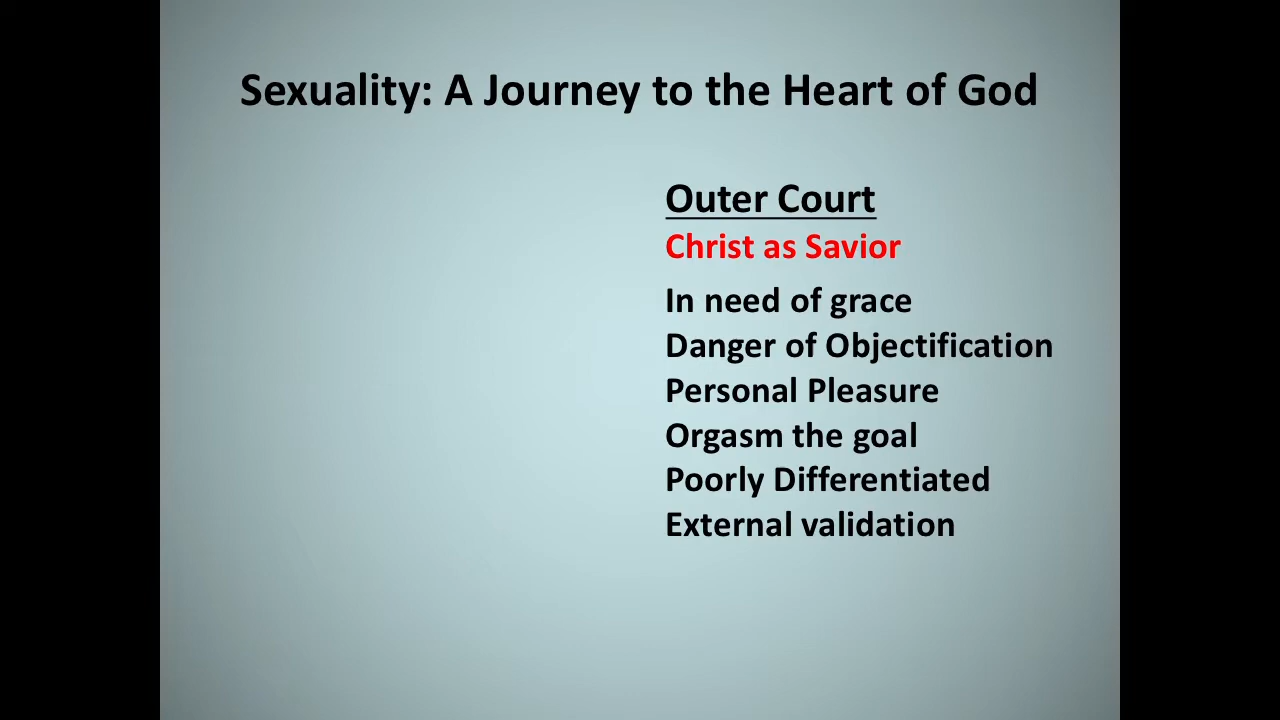 Sexuality: A Journey to the Heart of God
Outer Court
Christ as Savior
In need of grace
Danger of Objectification
Personal Pleasure
Orgasm the goal
Poorly Differentiated
External validation